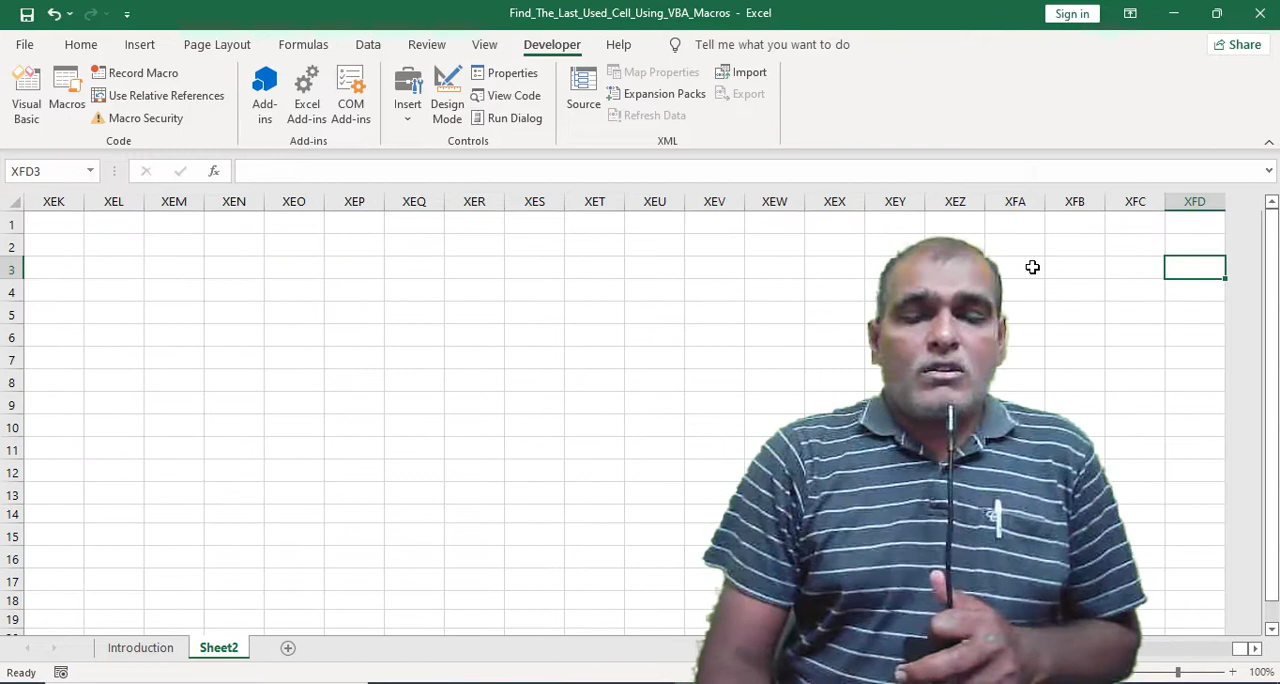 Find_The_Last_Used_Cell_Using_VBA_Macros - Excel
Sign in
File Home Insert Page Layout Formulas Data Review View Developer Help Tell me what you want to do Share
Visual Basic
Macros
Record Macro
Use Relative References
Macro Security
Code
Add-ins
Excel Add-ins
COM Add-ins
Add-ins
Insert
Design Mode
Properties
View Code
Run Dialog
Controls
Source
Map Properties
Expansion Packs
Refresh Data
Import
Export
XML
XFD3
fx
XEK XEL XEM XEN XEO XEP XEQ XER XES XET XEU XEV XEW XEX XEY XEZ XFA XFB XFC XFD
1
2
3
4
5
6
7
8
9
10
11
12
13
14
15
16
17
18
19
Introduction Sheet2
Ready
100%